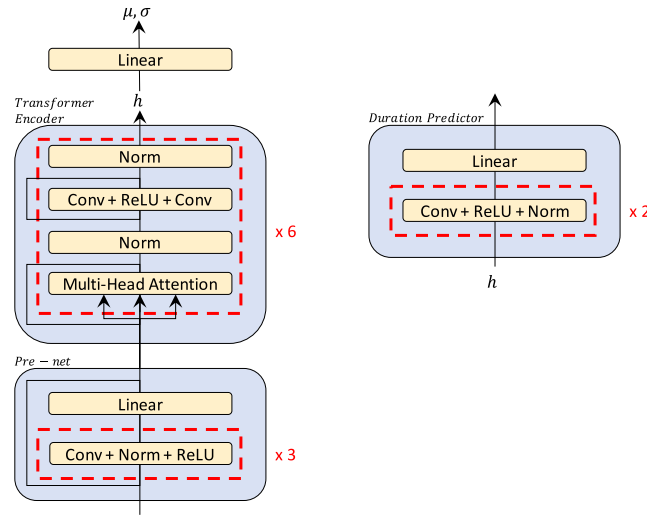 μ, σ
Linear
h
Transformer
Encoder
Norm
Conv + ReLU + Conv
Norm
Multi-Head Attention
x 6
Pre − net
Linear
Conv + Norm + ReLU
x 3
Duration Predictor
Linear
Conv + ReLU + Norm
x 2
h